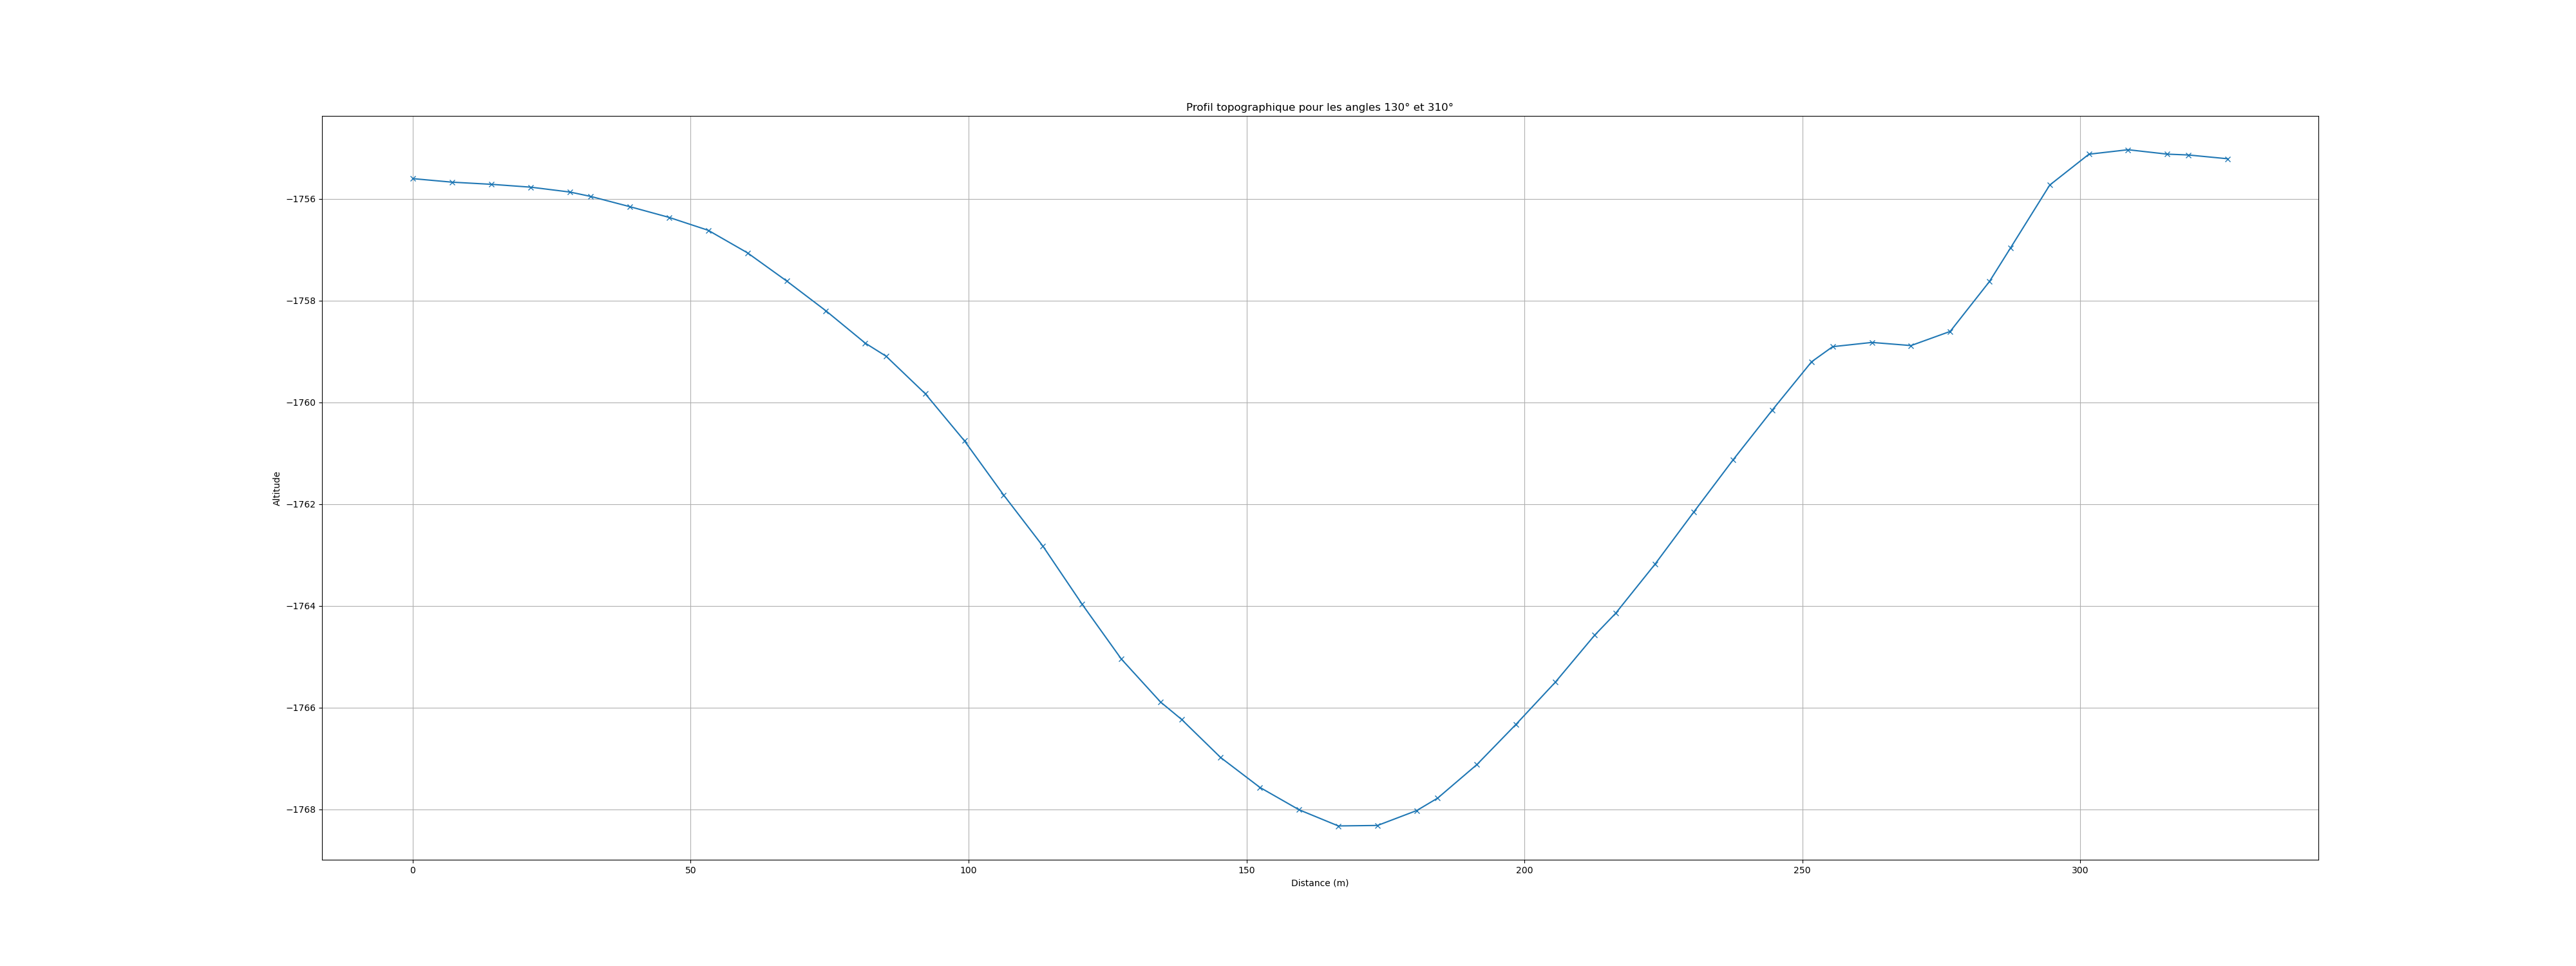 Profil topographique pour les angles 130° et 310°
Altitude
−1756
−1758
−1760
−1762
−1764
−1766
−1768
0 50 100 150 200 250 300
Distance (m)